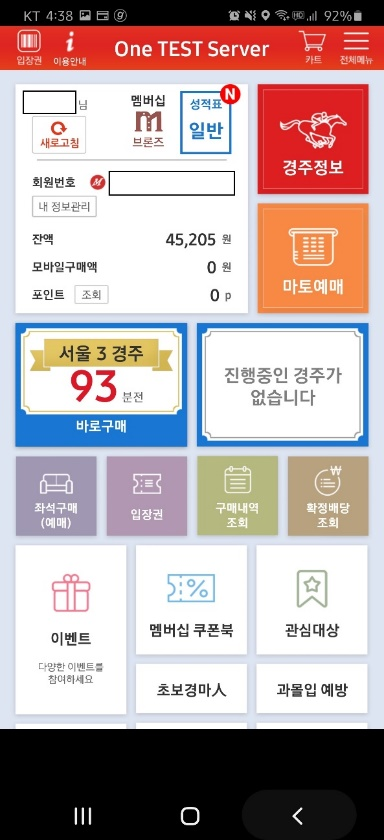 KT 4:38 92%
One TEST Server
입장권
이용안내
카트
전체메뉴
님
새로고침
멤버십
브론즈
성적표
N
일반
경주정보
회원번호
내 정보관리
잔액 45,205 원
모바일구매액 0 원
포인트 조회 0 p
마토예매
서울 3 경주
93 분전
바로구매
진행중인 경주가
없습니다
좌석구매
(예매)
입장권
구매내역
조회
₩
확정배당
조회
이벤트
다양한 이벤트를
참여하세요
%
멤버십 쿠폰북
관심대상
초보경마人
과몰입 예방